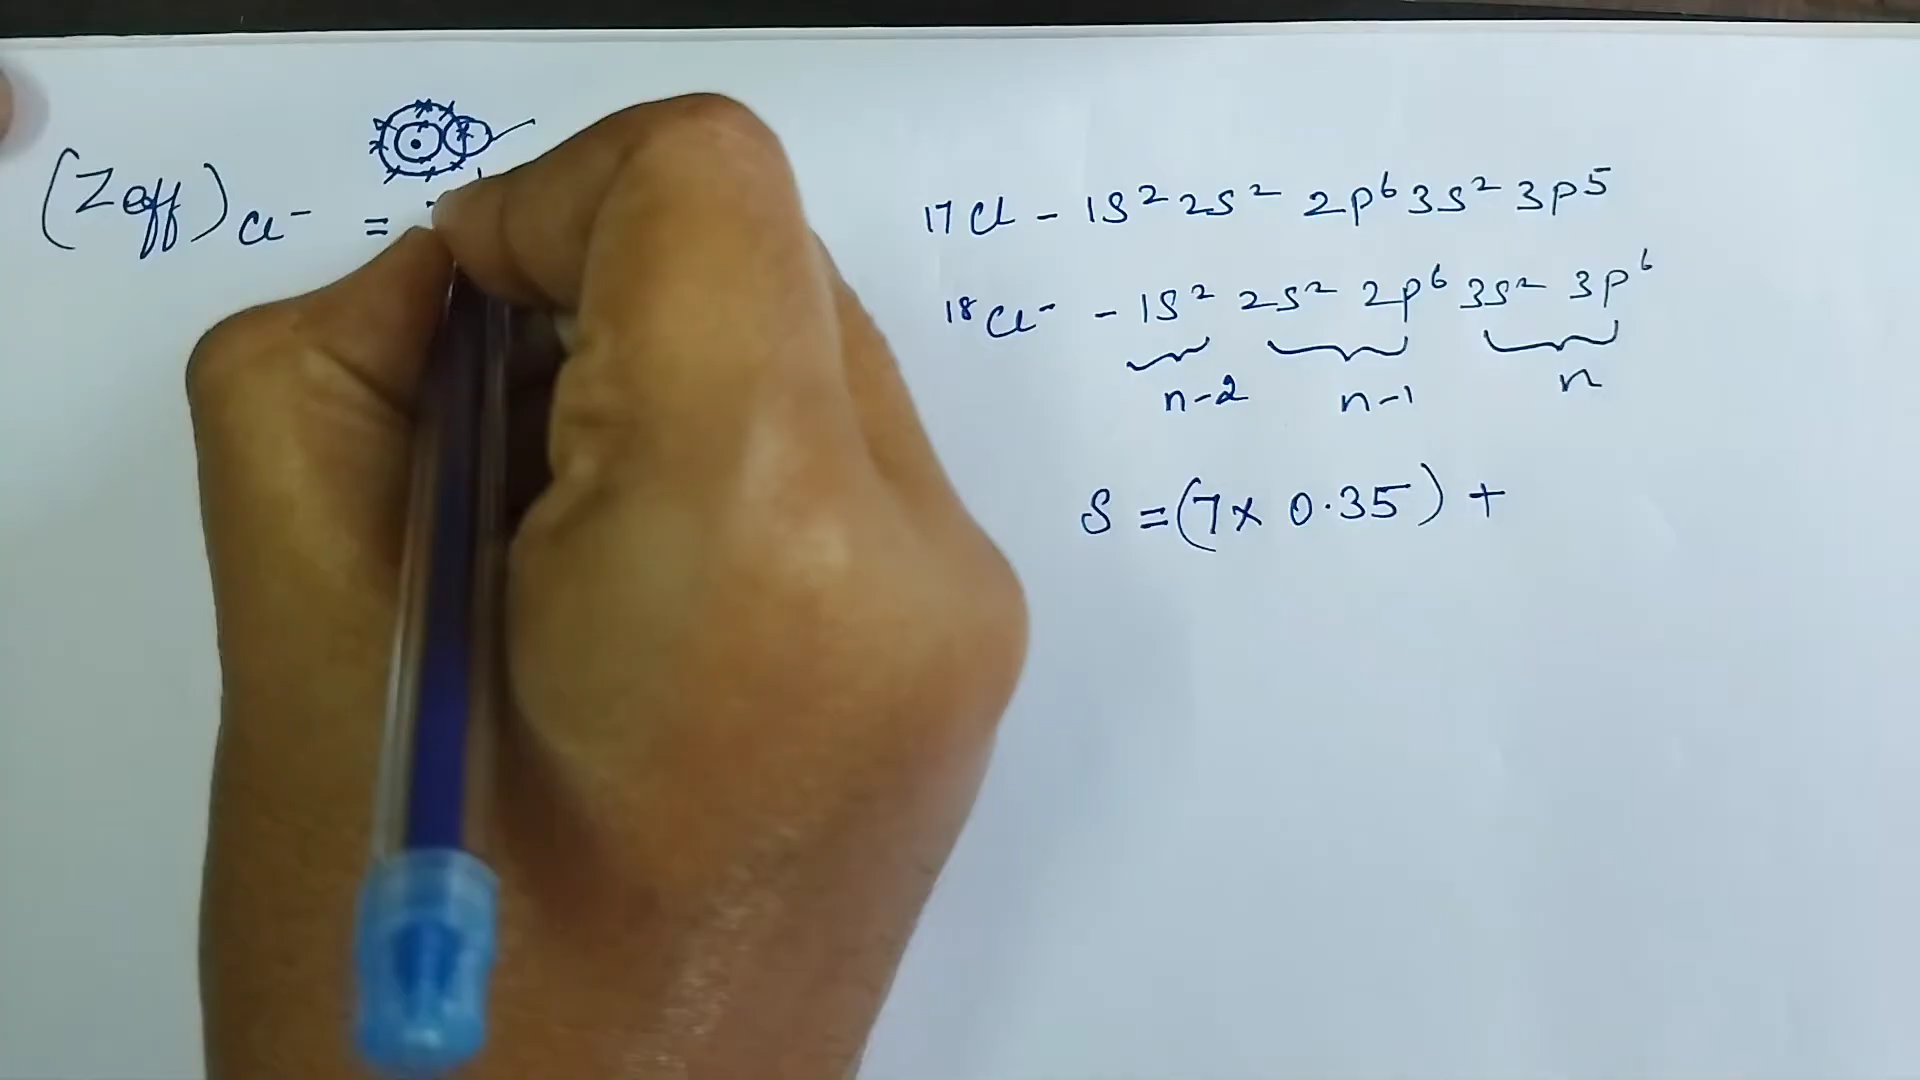 (Zeff)Cl⁻ =
17Cl - 1S² 2S² 2p⁶ 3s² 3p⁵
18Cl⁻ - 1S² 2s² 2p⁶ 3s² 3p⁶
n-2 n-1 n
S = (7 x 0.35) +